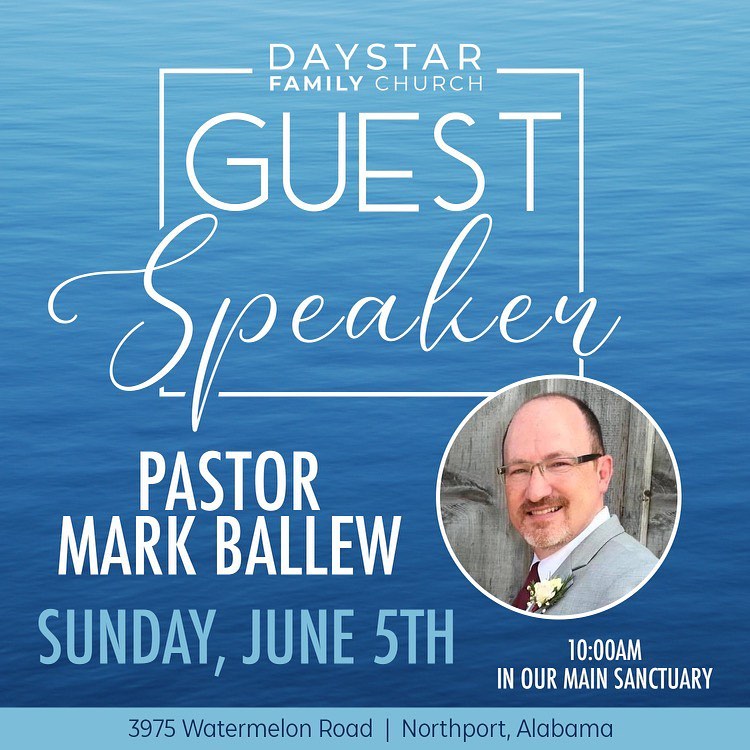 DAYSTAR
FAMILY CHURCH
GUEST
Speaker
PASTOR
MARK BALLEW
SUNDAY, JUNE 5TH
10:00AM
IN OUR MAIN SANCTUARY
3975 Watermelon Road | Northport, Alabama